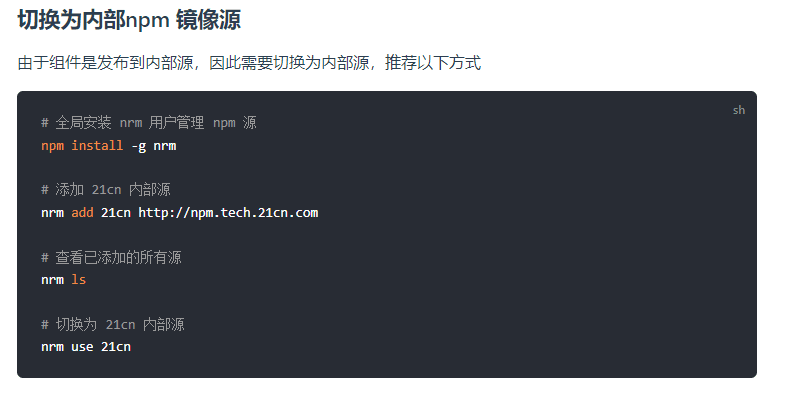 切换为内部npm 镜像源
由于组件是发布到内部源，因此需要切换为内部源，推荐以下方式
sh
# 全局安装 nrm 用户管理 npm 源
npm install -g nrm
# 添加 21cn 内部源
nrm add 21cn http://npm.tech.21cn.com
# 查看已添加的所有源
nrm ls
# 切换为 21cn 内部源
nrm use 21cn